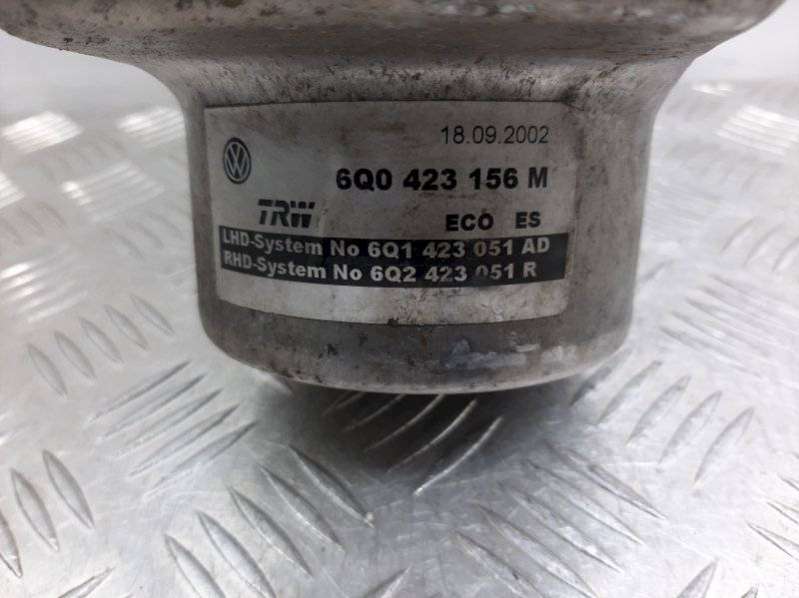 18.09.2002
6Q0 423 156 M
TRW
ECO ES
LHD-System No 6Q1 423 051 AD
RHD-System No 6Q2 423 051 R